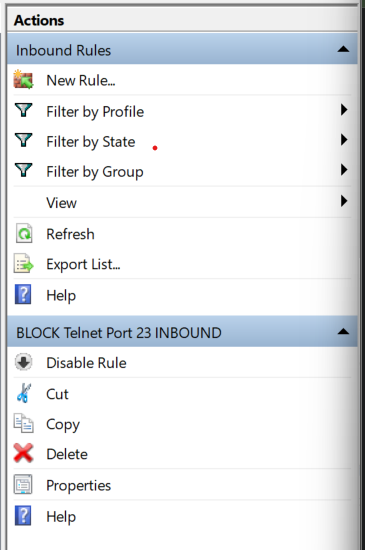 Actions
Inbound Rules
New Rule...
Filter by Profile
Filter by State
Filter by Group
View
Refresh
Export List...
Help
BLOCK Telnet Port 23 INBOUND
Disable Rule
Cut
Copy
Delete
Properties
Help